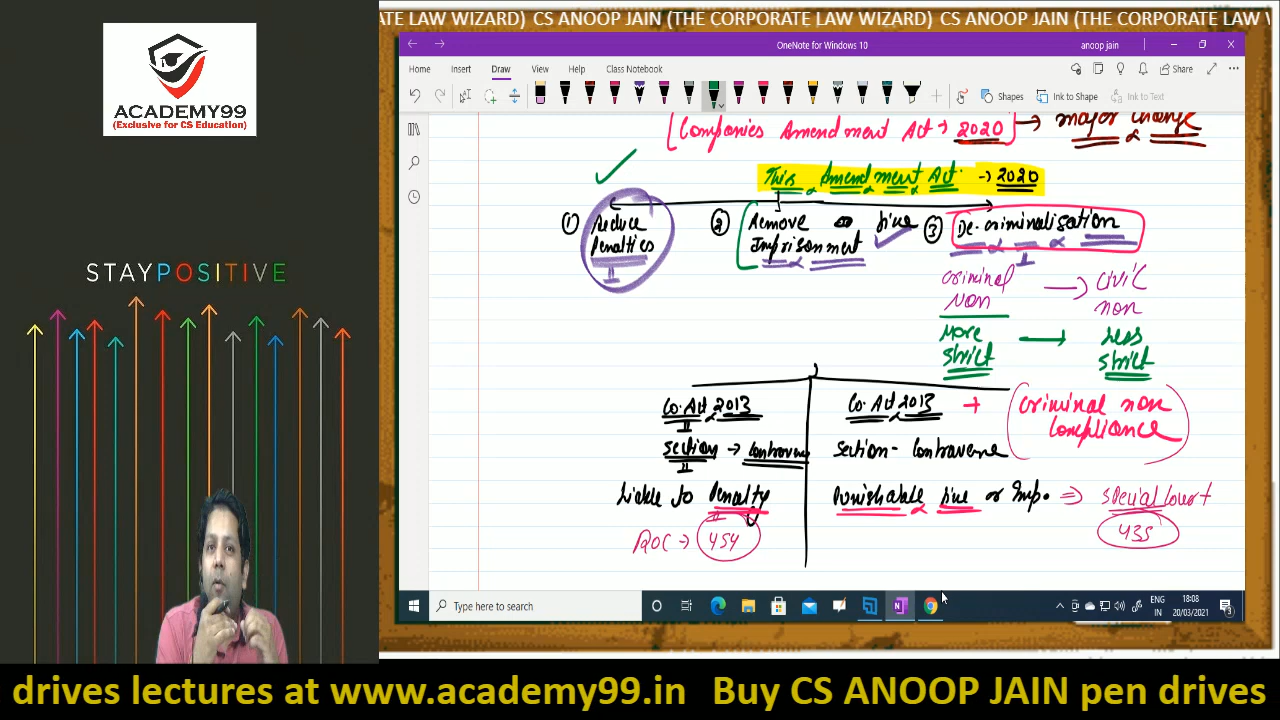 ATE LAW WIZARD) CS ANOOP JAIN (THE CORPORATE LAW WIZARD) CS ANOOP JAIN (THE CORPORATE LAW W
ACADEMY99
(Exclusive for CS Education)
STAYPOSITIVE
OneNote for Windows 10
anoop jain
Home Insert Draw View Help Class Notebook
Share
Shapes Ink to Shape Ink to Text
Companies Amendment Act → 2020 → major change
This Amendment Act → 2020
① Reduce Penalties
② Remove Imprisonment or fine
③ De-criminalisation
criminal non → civil non
More strict → Less strict
Co. Act 2013
Section → Contravene
Liable to Penalty
ROC → 454
Co. Act 2013 + Criminal non Compliance
Section - Contravene
Punishable fine or Imp. ⇒ Special Court
435
Type here to search
ENG
IN
18:08
20/03/2021
3
drives lectures at www.academy99.in Buy CS ANOOP JAIN pen drives